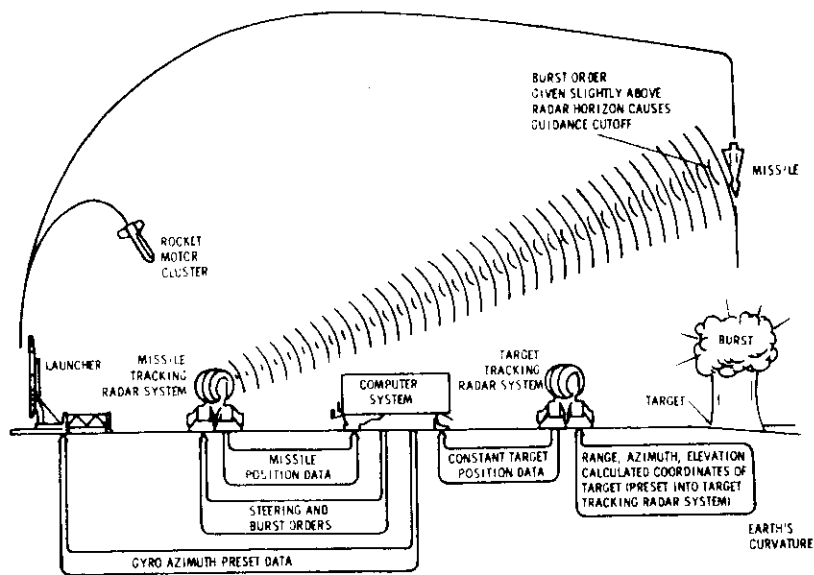 BURST ORDER
GIVEN SLIGHTLY ABOVE
RADAR HORIZON CAUSES
GUIDANCE CUTOFF
MISSILE
ROCKET
MOTOR
CLUSTER
LAUNCHER
MISSILE
TRACKING
RADAR SYSTEM
COMPUTER
SYSTEM
TARGET
TRACKING
RADAR SYSTEM
BURST
TARGET
MISSILE
POSITION DATA
CONSTANT TARGET
POSITION DATA
RANGE, AZIMUTH, ELEVATION
CALCULATED COORDINATES OF
TARGET (PRESET INTO TARGET
TRACKING RADAR SYSTEM)
STEERING AND
BURST ORDERS
EARTH'S
CURVATURE
GYRO AZIMUTH PRESET DATA